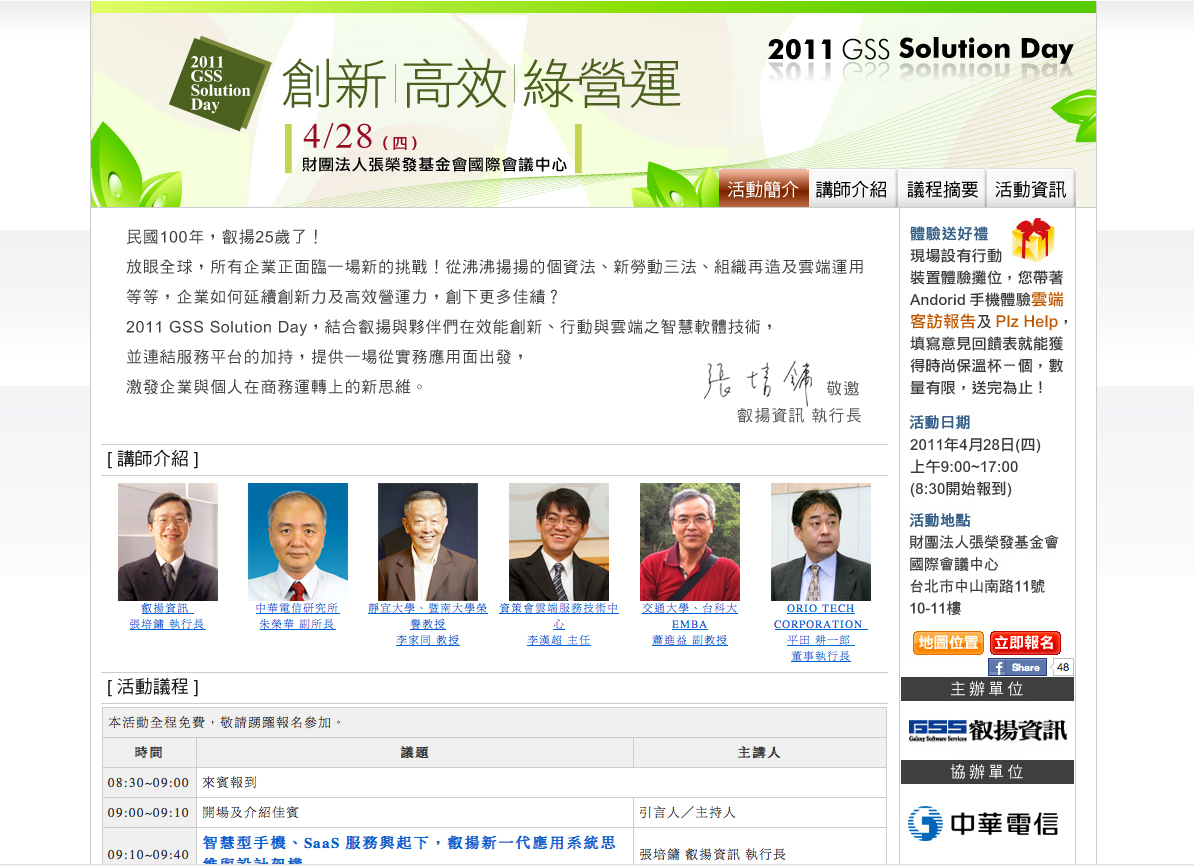 2011
GSS
Solution
Day
創新|高效|綠營運
2011 GSS Solution Day
4/28(四)
財團法人張榮發基金會國際會議中心
活動簡介 講師介紹 議程摘要 活動資訊
民國100年，叡揚25歲了！
放眼全球，所有企業正面臨一場新的挑戰！從沸沸揚揚的個資法、新勞動三法、組織再造及雲端運用
等等，企業如何延續創新力及高效營運力，創下更多佳績？
2011 GSS Solution Day，結合叡揚與夥伴們在效能創新、行動與雲端之智慧軟體技術，
並連結服務平台的加持，提供一場從實務應用面出發，
激發企業與個人在商務運轉上的新思維。
張培鏞 敬邀
叡揚資訊 執行長
[ 講師介紹 ]
叡揚資訊
張培鏞 執行長
中華電信研究所
朱榮華 副所長
靜宜大學、暨南大學榮
譽教授
李家同 教授
資策會雲端服務技術中
心
李漢超 主任
交通大學、台科大
EMBA
蕭進益 副教授
ORIO TECH
CORPORATION
平田 耕一郎
董事執行長
[ 活動議程 ]
本活動全程免費，敬請踴躍報名參加。
時間 議題 主講人
08:30~09:00 來賓報到
09:00~09:10 開場及介紹佳賓 引言人／主持人
09:10~09:40 智慧型手機、SaaS 服務興起下，叡揚新一代應用系統思
維與設計架構 張培鏞 叡揚資訊 執行長
體驗送好禮
現場設有行動
裝置體驗攤位，您帶著
Andorid 手機體驗雲端
客訪報告及 Plz Help，
填寫意見回饋表就能獲
得時尚保溫杯一個，數
量有限，送完為止！
活動日期
2011年4月28日(四)
上午9:00~17:00
(8:30開始報到)
活動地點
財團法人張榮發基金會
國際會議中心
台北市中山南路11號
10-11樓
地圖位置 立即報名
f Share 48
主辦單位
GSS 叡揚資訊
Galaxy Software Services
協辦單位
中華電信